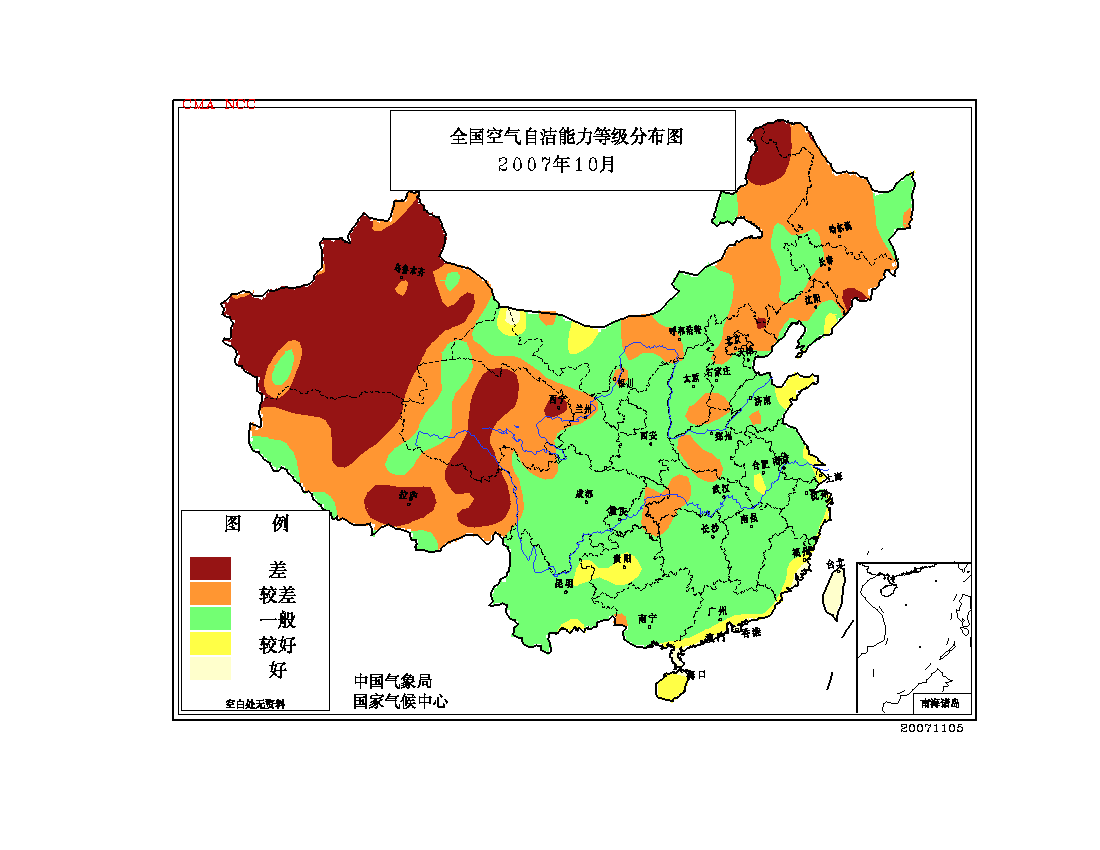 CMA NCC
全国空气自洁能力等级分布图
2007年10月
哈尔滨
乌鲁木齐
长春
沈阳
呼和浩特
北京
天津
银川
太原
石家庄
济南
西宁
兰州
西安
郑州
合肥
南京
上海
拉萨
成都
武汉
杭州
重庆
长沙
南昌
贵阳
福州
台北
昆明
南宁
广州
澳门
香港
海口
图 例
差
较差
一般
较好
好
空白处无资料
中国气象局
国家气候中心
南海诸岛
20071105